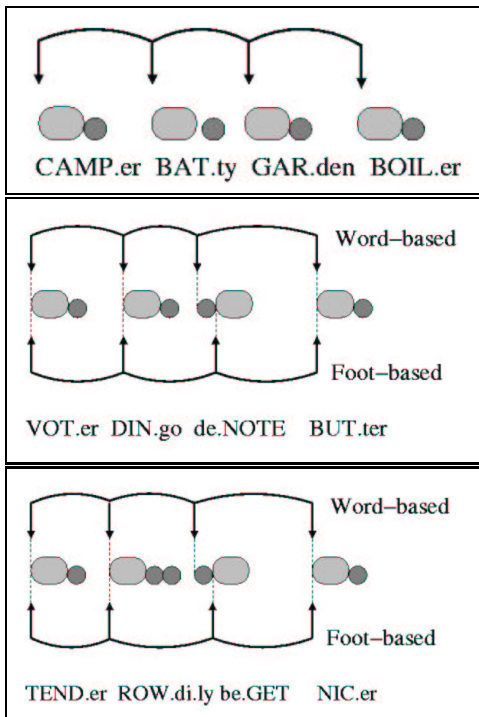 CAMP.er BAT.ty GAR.den BOIL.er
Word–based
Foot–based
VOT.er DIN.go de.NOTE BUT.ter
Word–based
Foot–based
TEND.er ROW.di.ly be.GET NIC.er